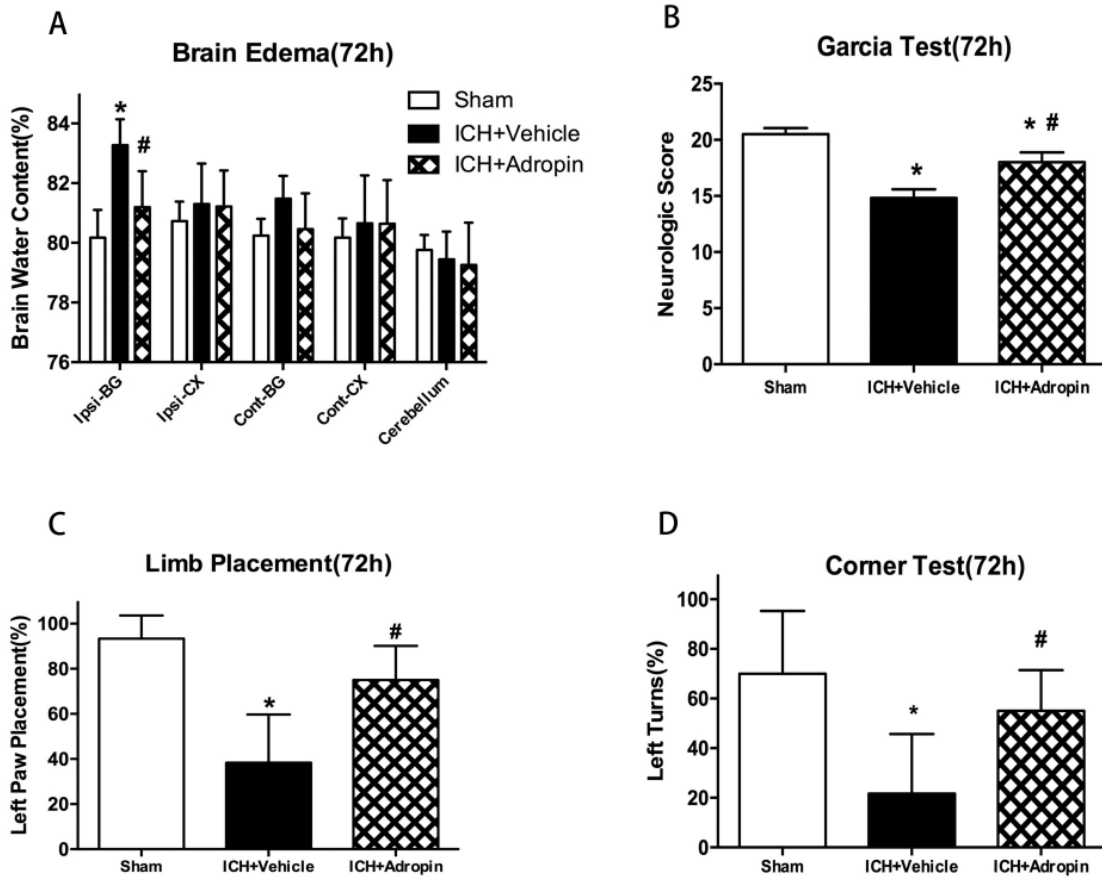 A
Brain Edema(72h)
Brain Water Content(%)
84
82
80
78
76
*
#
Sham
ICH+Vehicle
ICH+Adropin
Ipsi-BG
Ipsi-CX
Cont-BG
Cont-CX
Cerebellum
B
Garcia Test(72h)
Neurologic Score
25
20
15
10
5
0
*
* #
Sham
ICH+Vehicle
ICH+Adropin
C
Limb Placement(72h)
Left Paw Placement(%)
100
80
60
40
20
0
*
#
Sham
ICH+Vehicle
ICH+Adropin
D
Corner Test(72h)
Left Turns(%)
100
80
60
40
20
0
*
#
Sham
ICH+Vehicle
ICH+Adropin